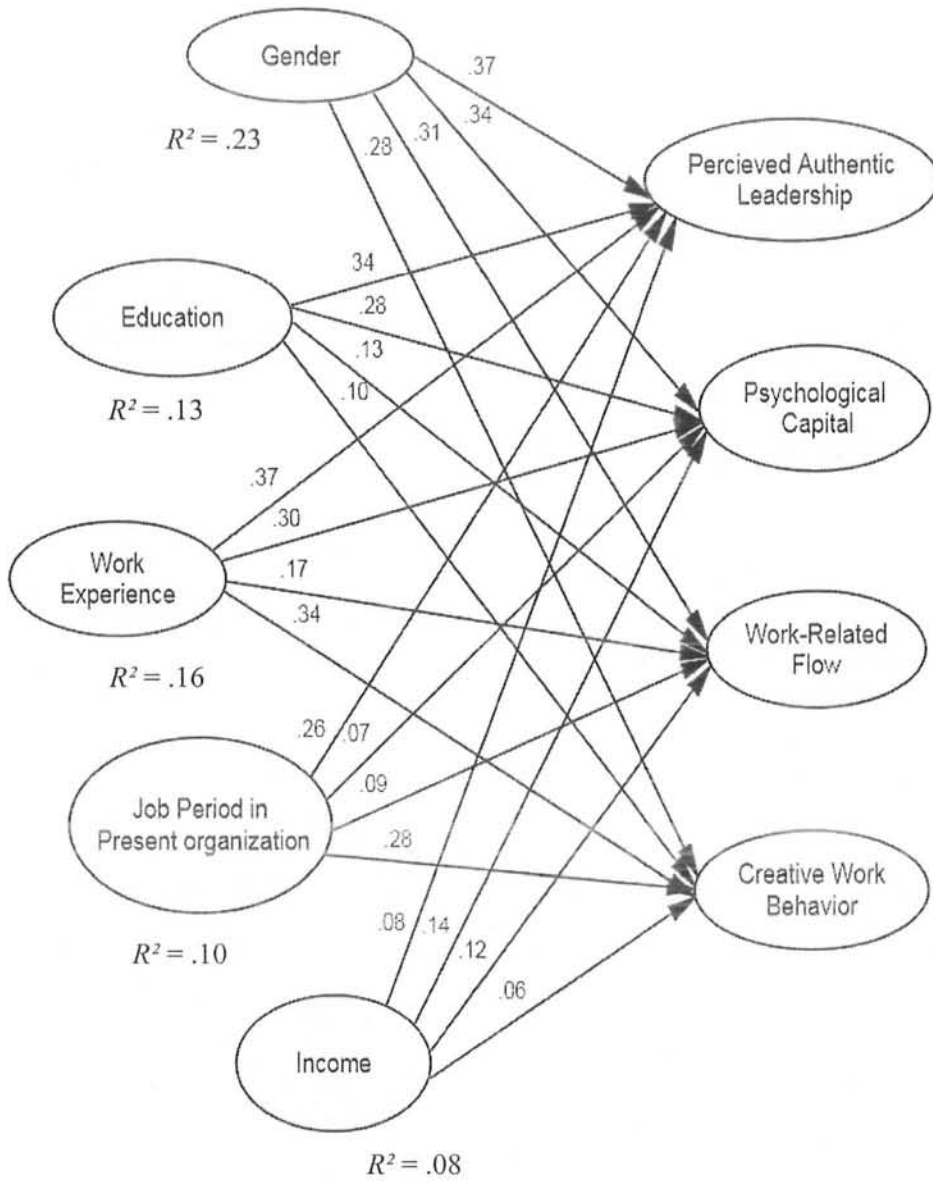 Gender
R² = .23
.37
.34
.31
.28
Percieved Authentic
Leadership
Education
R² = .13
34
.28
.13
.10
Psychological
Capital
Work
Experience
R² = .16
.37
.30
.17
.34
Work-Related
Flow
Job Period in
Present organization
R² = .10
.26
.07
.09
.28
Creative Work
Behavior
Income
R² = .08
.08
.14
.12
.06